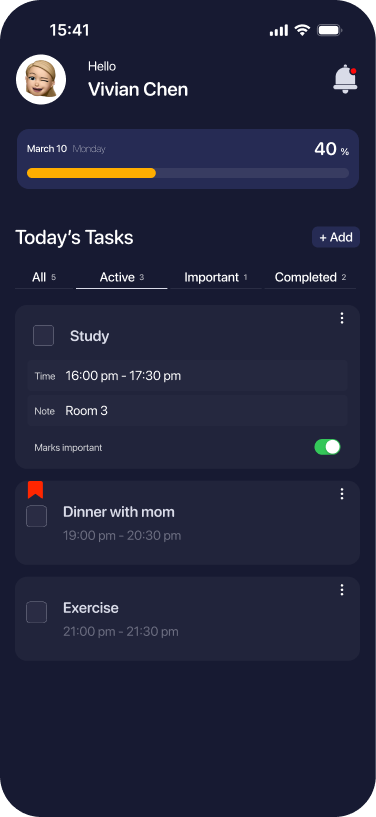 15:41
Hello
Vivian Chen
March 10 Monday 40 %
Today's Tasks + Add
All 5 Active 3 Important 1 Completed 2
Study
Time 16:00 pm - 17:30 pm
Note Room 3
Marks important
Dinner with mom
19:00 pm - 20:30 pm
Exercise
21:00 pm - 21:30 pm